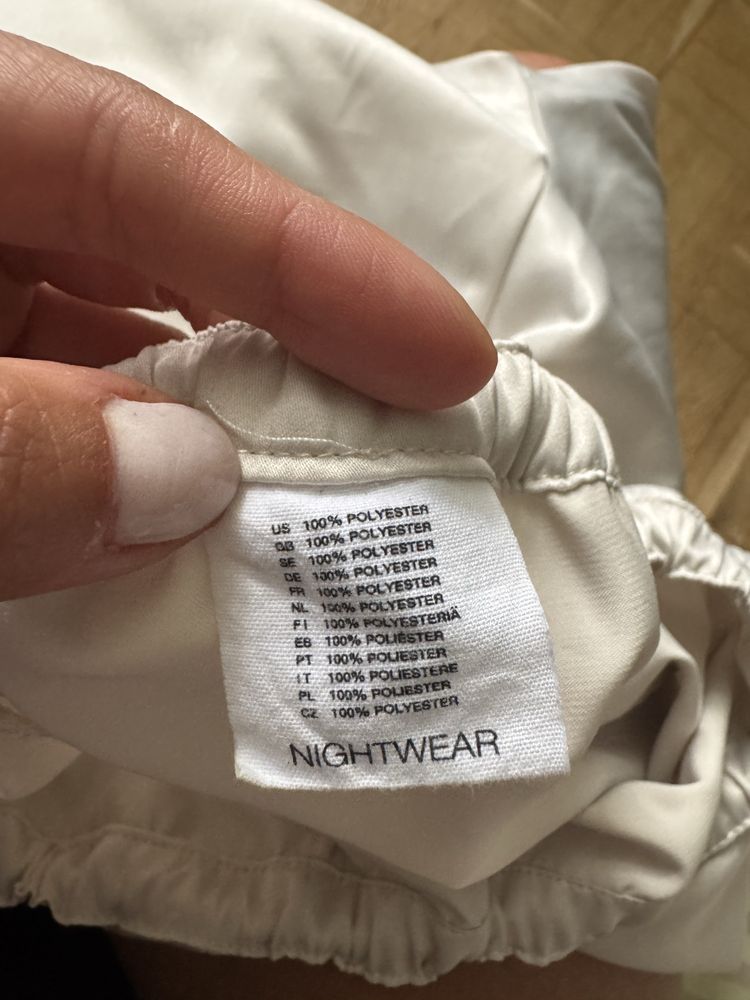 US 100% POLYESTER
GB 100% POLYESTER
SE 100% POLYESTER
DE 100% POLYESTER
FR 100% POLYESTER
NL 100% POLYESTER
FI 100% POLYESTERIÄ
ES 100% POLIÉSTER
PT 100% POLIÉSTER
IT 100% POLIESTERE
PL 100% POLIESTER
CZ 100% POLYESTER
NIGHTWEAR